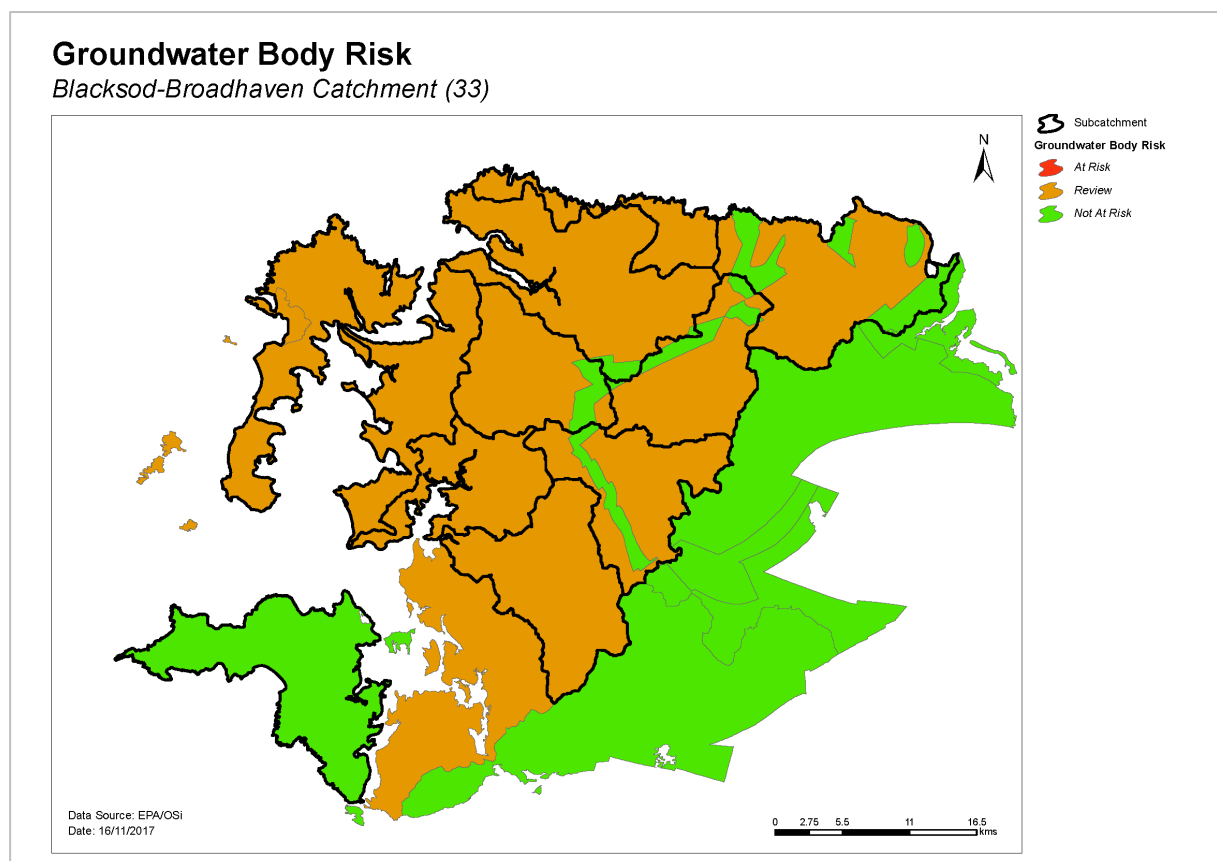 Groundwater Body Risk
Blacksod-Broadhaven Catchment (33)
N
Subcatchment
Groundwater Body Risk
At Risk
Review
Not At Risk
Data Source: EPA/OSi
Date: 16/11/2017
0 2.75 5.5 11 16.5
kms